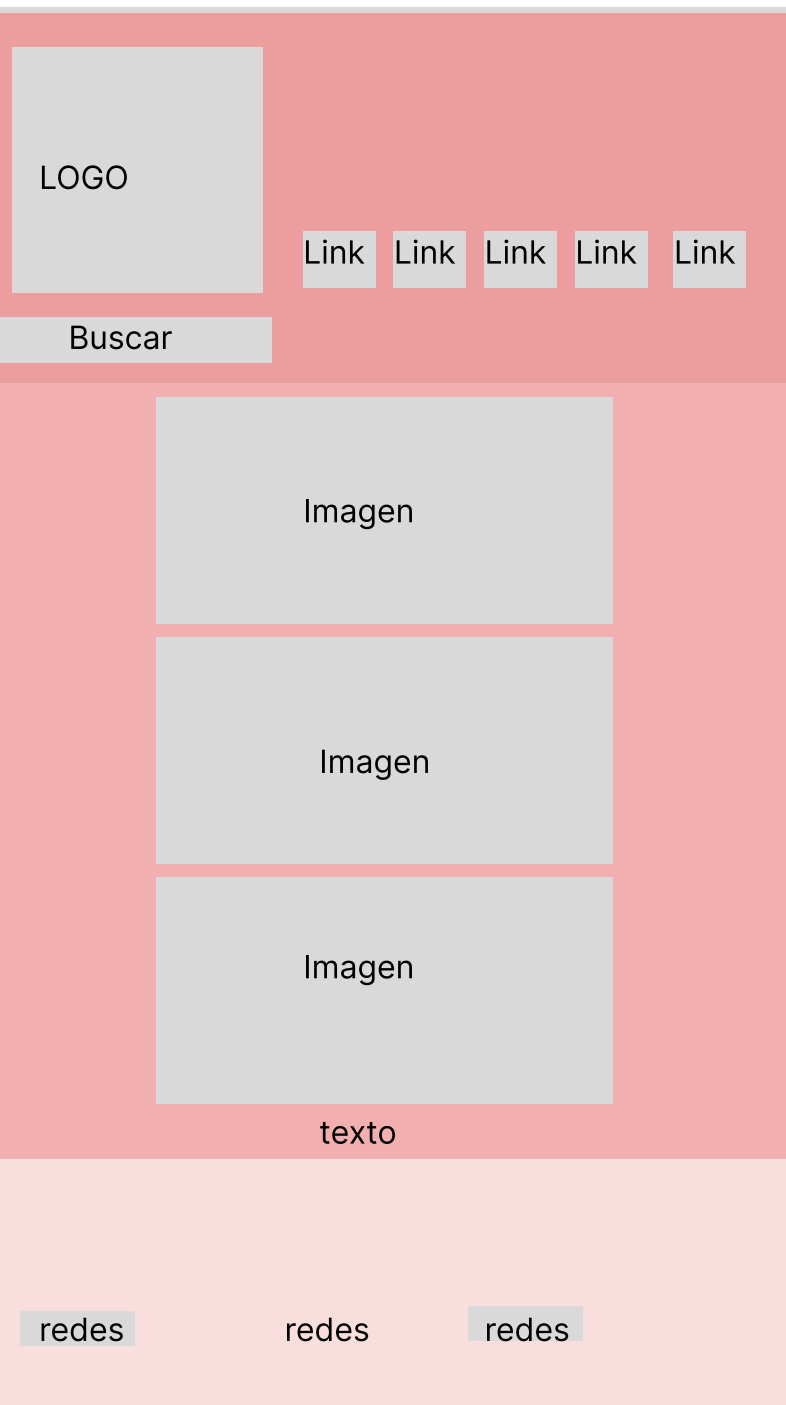 LOGO
Link Link Link Link Link
Buscar
Imagen
Imagen
Imagen
texto
redes redes redes